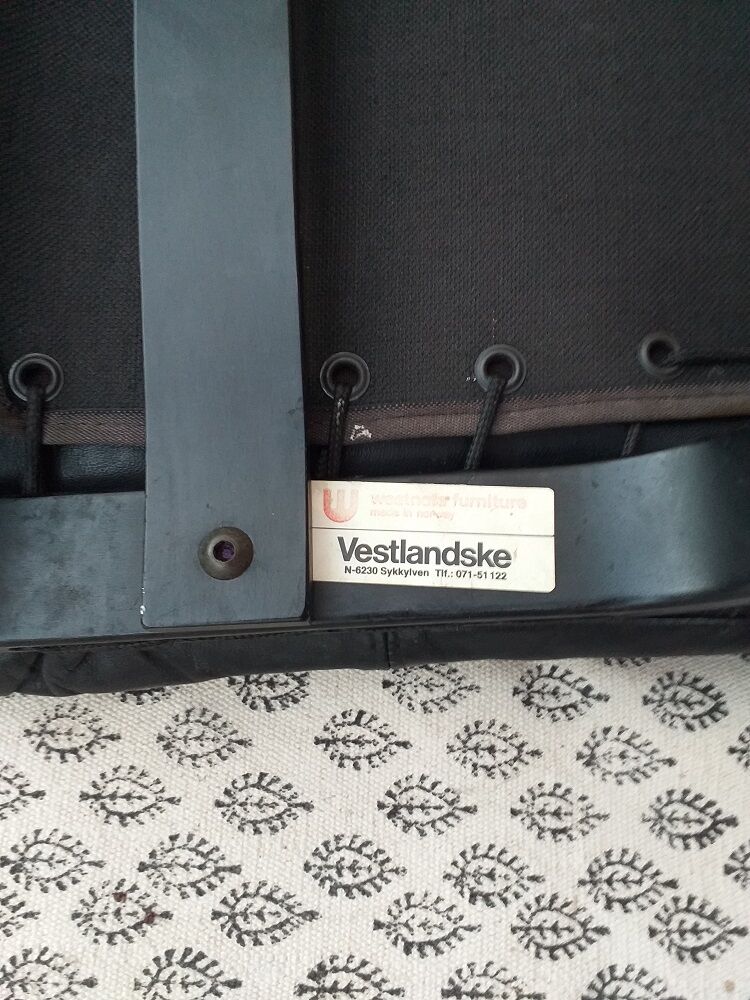 westnofa furniture
made in norway
Vestlandske
N-6230 Sykkylven Tlf.: 071-51122